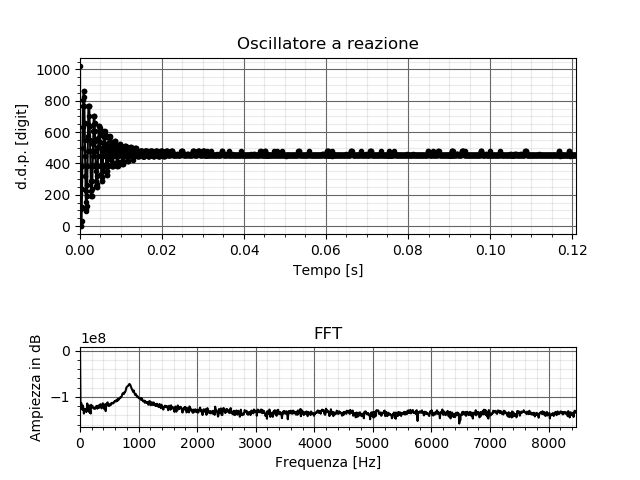 Oscillatore a reazione
d.d.p. [digit]
1000
800
600
400
200
0
0.00 0.02 0.04 0.06 0.08 0.10 0.12
Tempo [s]
FFT
1e8
Ampiezza in dB
0
−1
0 1000 2000 3000 4000 5000 6000 7000 8000
Frequenza [Hz]